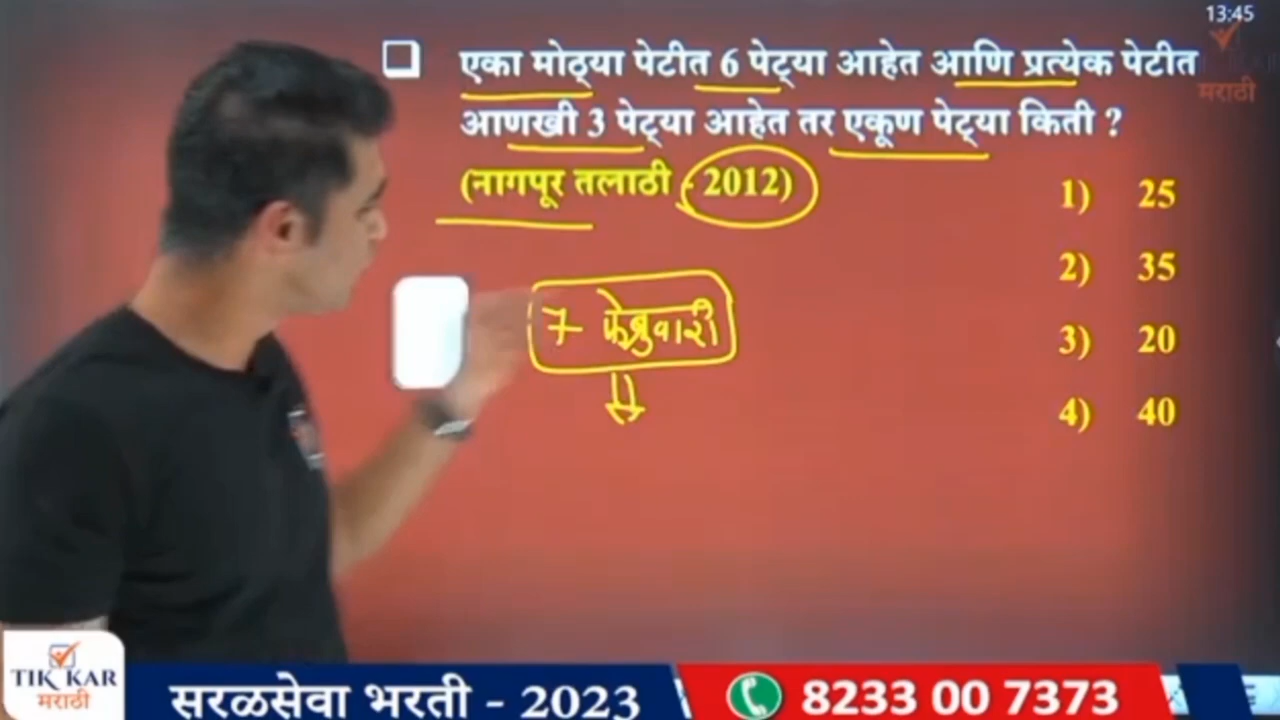 13:45
एका मोठ्या पेटीत 6 पेट्या आहेत आणि प्रत्येक पेटीत
मराठी
आणखी 3 पेट्या आहेत तर एकूण पेट्या किती ?
(नागपूर तलाठी - 2012)
1) 25
2) 35
3) 20
4) 40
7 फेब्रुवारी
TIK KAR
मराठी
सरळसेवा भरती - 2023
8233 00 7373